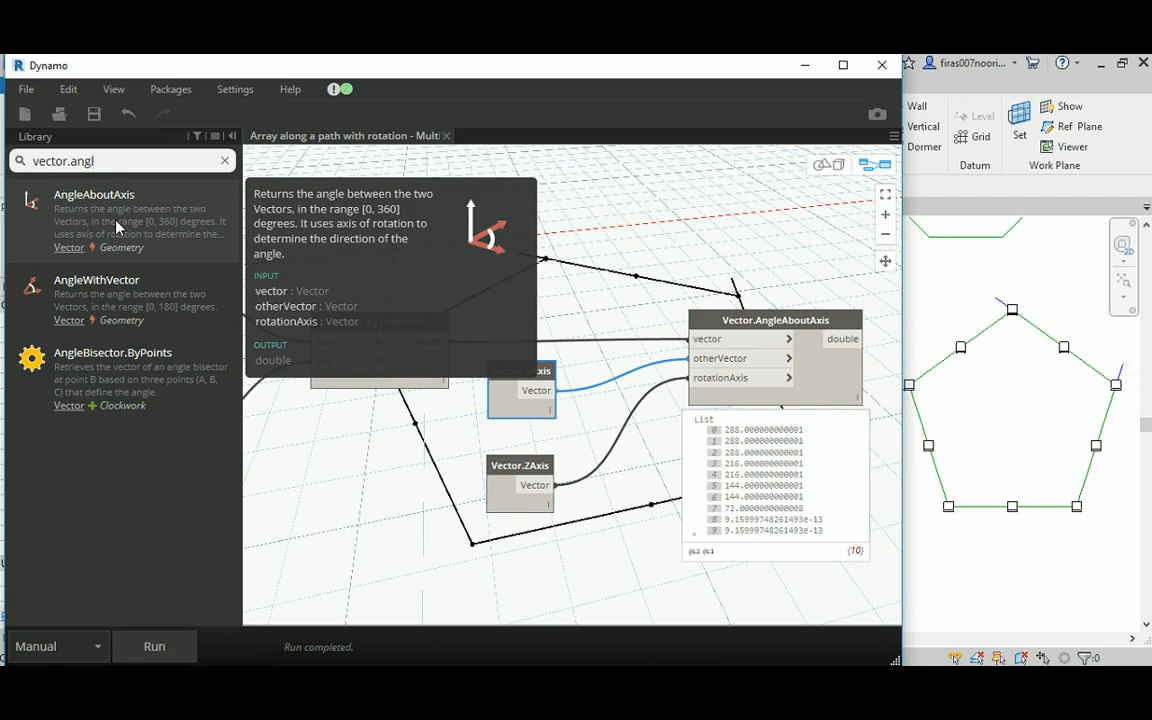 Dynamo
firas007noori...
File Edit View Packages Settings Help
Library
Array along a path with rotation - Multi
vector.angl
AngleAboutAxis
Returns the angle between the two
Vectors, in the range [0, 360] degrees. It
uses axis of rotation to determine the...
Vector Geometry
AngleWithVector
Returns the angle between the two
Vectors, in the range [0, 180] degrees.
Vector Geometry
AngleBisector.ByPoints
Retrieves the vector of an angle bisector
at point B based on three points (A, B,
C) that define the angle.
Vector Clockwork
Returns the angle between the two
Vectors, in the range [0, 360]
degrees. It uses axis of rotation to
determine the direction of the
angle.
INPUT
vector : Vector
otherVector : Vector
rotationAxis : Vector
OUTPUT
double
Vector
Vector.ZAxis
Vector
Vector.AngleAboutAxis
vector > double
otherVector >
rotationAxis >
List
0 288.000000000001
1 288.000000000001
2 288.000000000001
3 216.000000000001
4 216.000000000001
5 144.000000000001
6 144.000000000001
7 72.0000000000008
8 9.15999748261493e-13
9 9.15999748261493e-13
@L2 @L1 {10}
Manual Run Run completed.
Wall
Vertical
Dormer
Level
Grid
Datum
Set
Show
Ref Plane
Viewer
Work Plane
:0